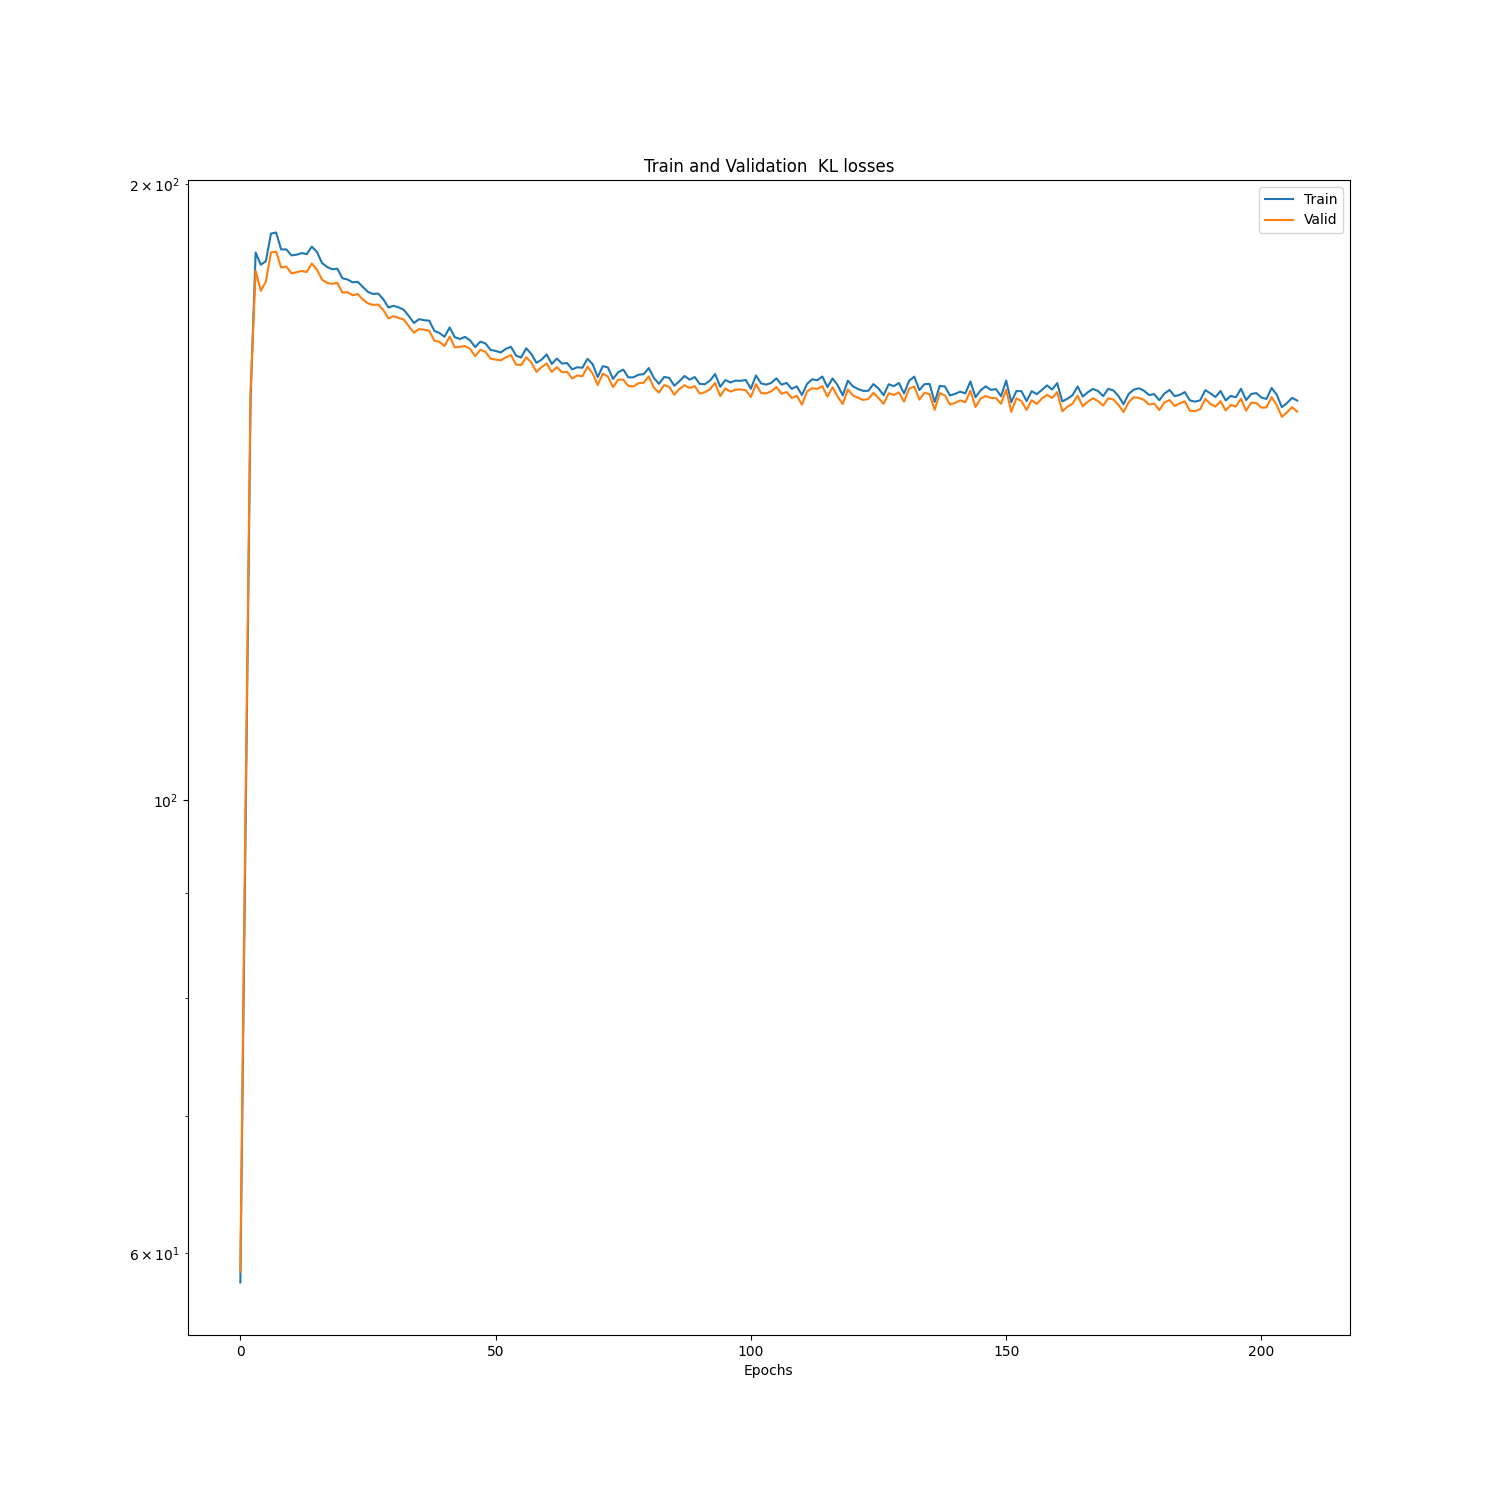 Train and Validation  KL losses
2 × 10²
Train
Valid
10²
6 × 10¹
0 50 100 150 200
Epochs